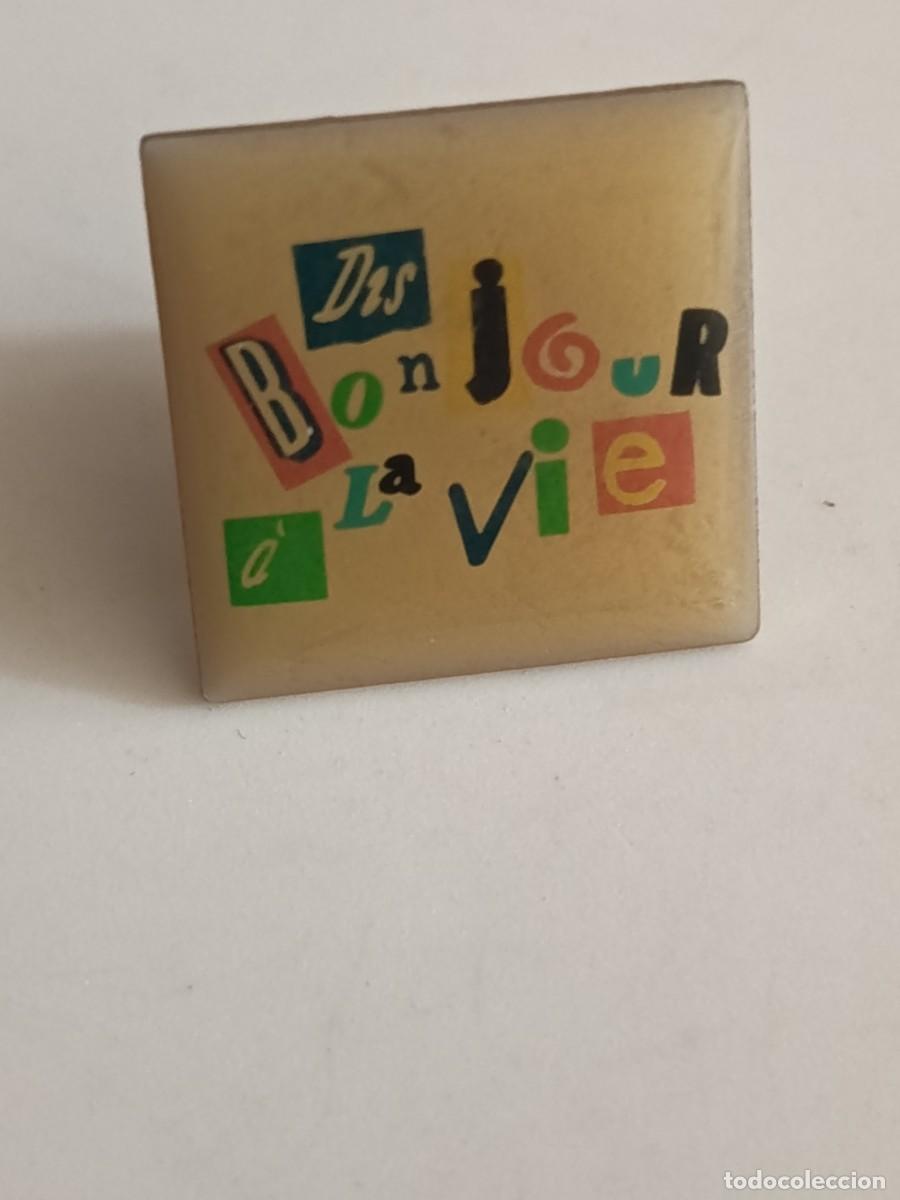 Dis
BonjouR
à La Vie
todocoleccion